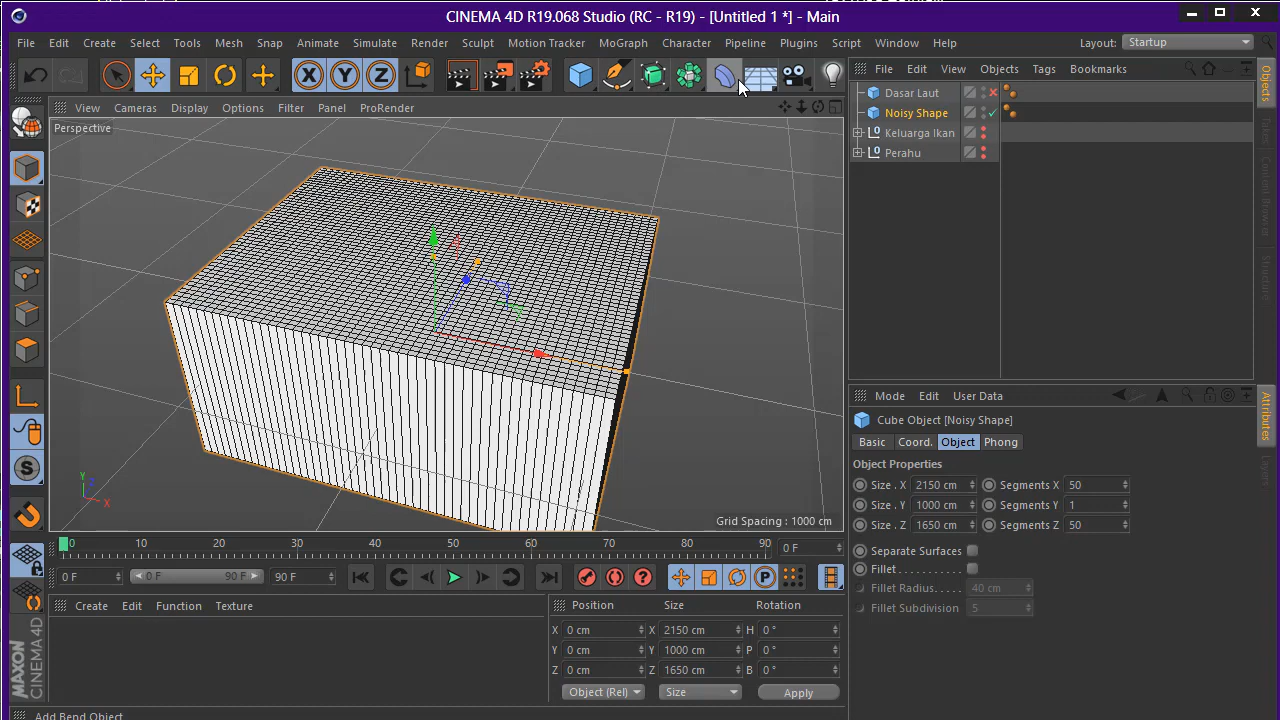 CINEMA 4D R19.068 Studio (RC - R19) - [Untitled 1 *] - Main
File Edit Create Select Tools Mesh Snap Animate Simulate Render Sculpt Motion Tracker MoGraph Character Pipeline Plugins Script Window Help Layout: Startup
X Y Z
File Edit View Objects Tags Bookmarks
View Cameras Display Options Filter Panel ProRender
Perspective
Dasar Laut
Noisy Shape
Keluarga Ikan
Perahu
Objects
Takes
Content Browser
Structure
Y
Z
X
Grid Spacing : 1000 cm
Mode Edit User Data
Cube Object [Noisy Shape]
Basic Coord. Object Phong
Object Properties
Size . X 2150 cm Segments X 50
Size . Y 1000 cm Segments Y 1
Size . Z 1650 cm Segments Z 50
Separate Surfaces
Fillet . . . . . . . . . . .
Fillet Radius. . . . . 40 cm
Fillet Subdivision 5
Attributes
Layers
0 10 20 30 40 50 60 70 80 90 0 F
0 F 0 F 90 F 90 F
Create Edit Function Texture
Position Size Rotation
X 0 cm X 2150 cm H 0 °
Y 0 cm Y 1000 cm P 0 °
Z 0 cm Z 1650 cm B 0 °
Object (Rel) Size Apply
MAXON
CINEMA 4D
Add Bend Object